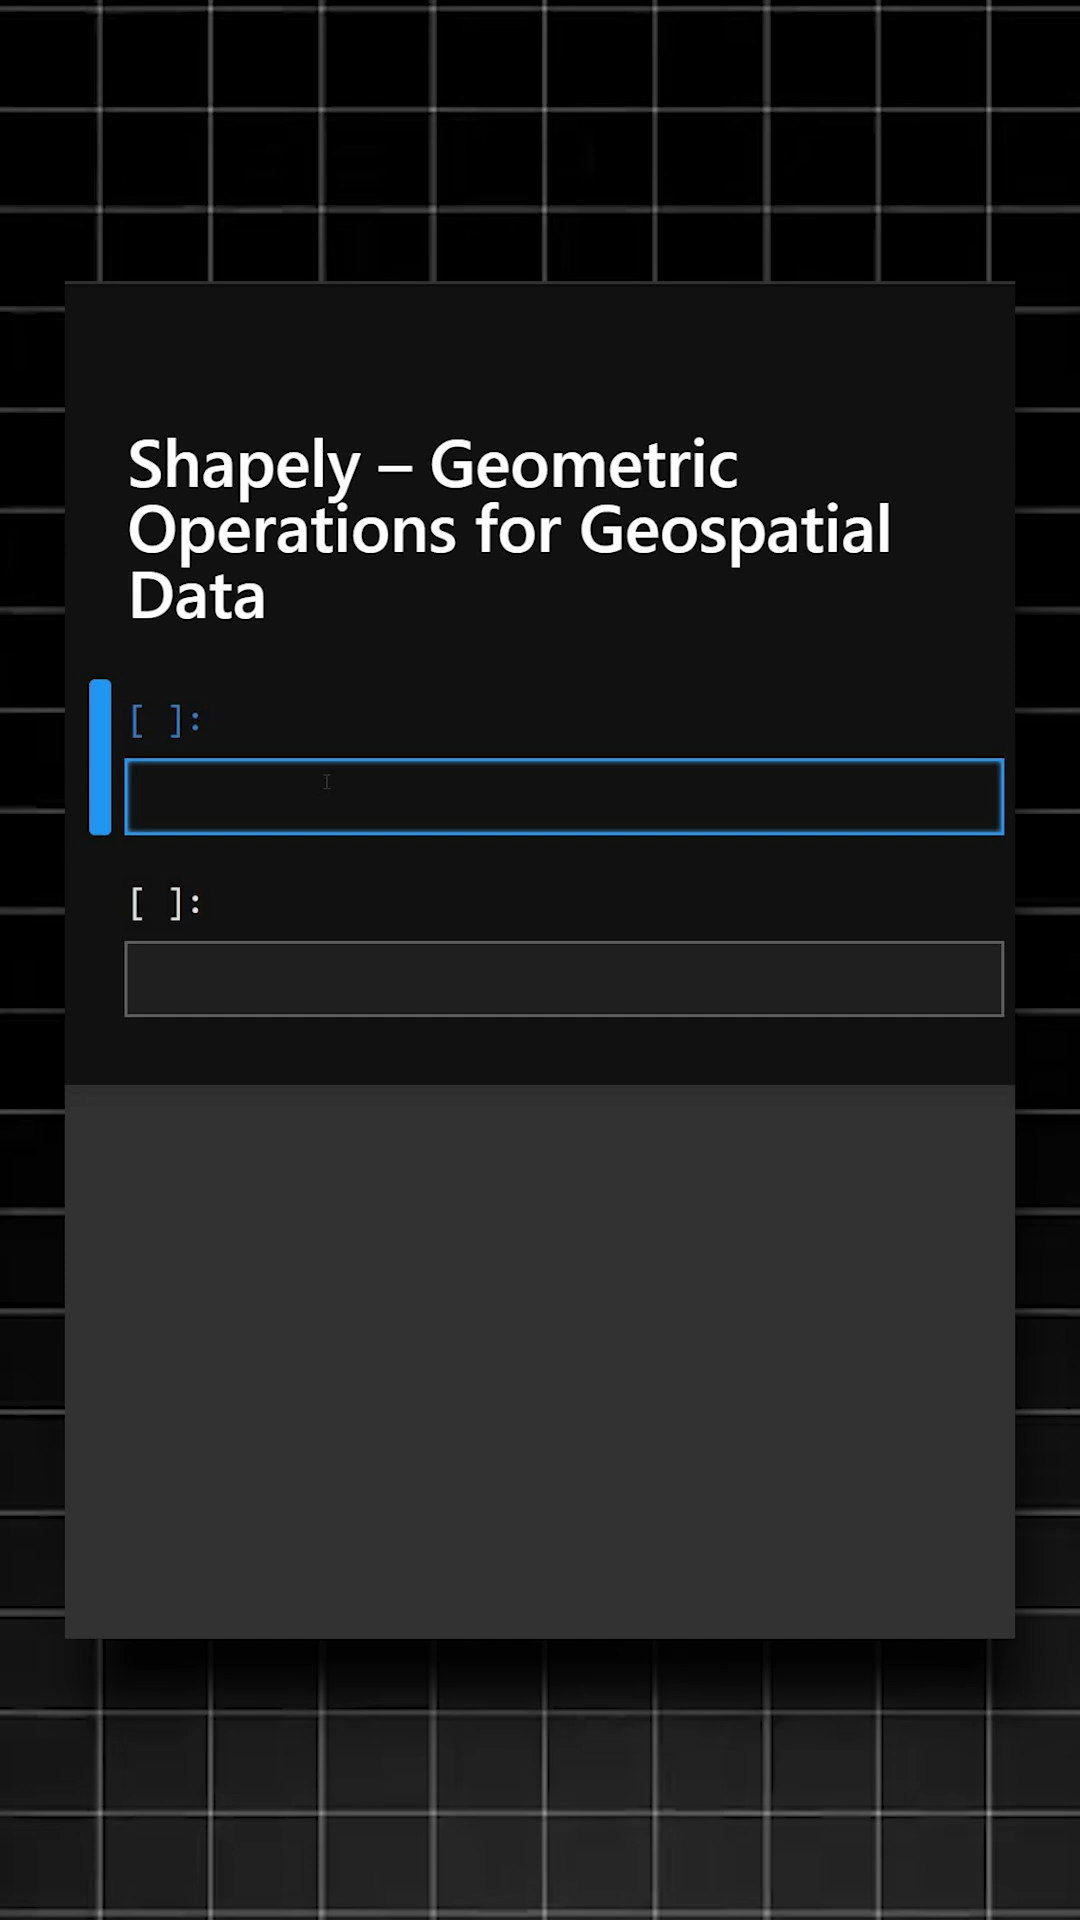 Shapely – Geometric
Operations for Geospatial
Data
[ ]:
[ ]: